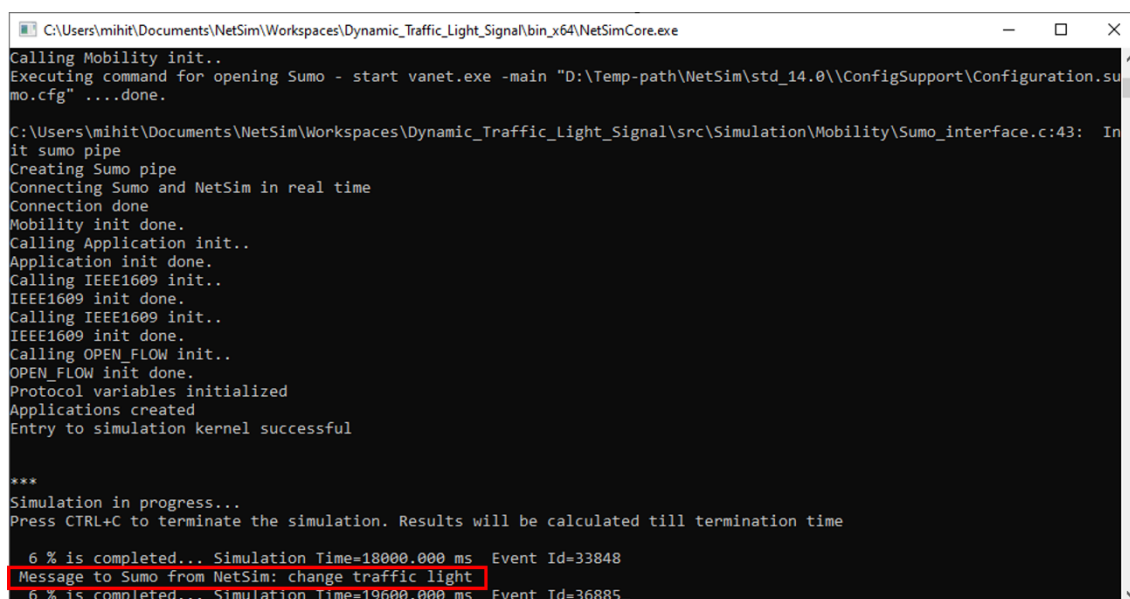 C:\Users\mihit\Documents\NetSim\Workspaces\Dynamic_Traffic_Light_Signal\bin_x64\NetSimCore.exe
Calling Mobility init..
Executing command for opening Sumo - start vanet.exe -main "D:\Temp-path\NetSim\std_14.0\\ConfigSupport\Configuration.su
mo.cfg" ....done.
C:\Users\mihit\Documents\NetSim\Workspaces\Dynamic_Traffic_Light_Signal\src\Simulation\Mobility\Sumo_interface.c:43:  In
it sumo pipe
Creating Sumo pipe
Connecting Sumo and NetSim in real time
Connection done
Mobility init done.
Calling Application init..
Application init done.
Calling IEEE1609 init..
IEEE1609 init done.
Calling IEEE1609 init..
IEEE1609 init done.
Calling OPEN_FLOW init..
OPEN_FLOW init done.
Protocol variables initialized
Applications created
Entry to simulation kernel successful
***
Simulation in progress...
Press CTRL+C to terminate the simulation. Results will be calculated till termination time
6 % is completed... Simulation Time=18000.000 ms  Event Id=33848
Message to Sumo from NetSim: change traffic light
6 % is completed... Simulation Time=19600.000 ms  Event Id=36885